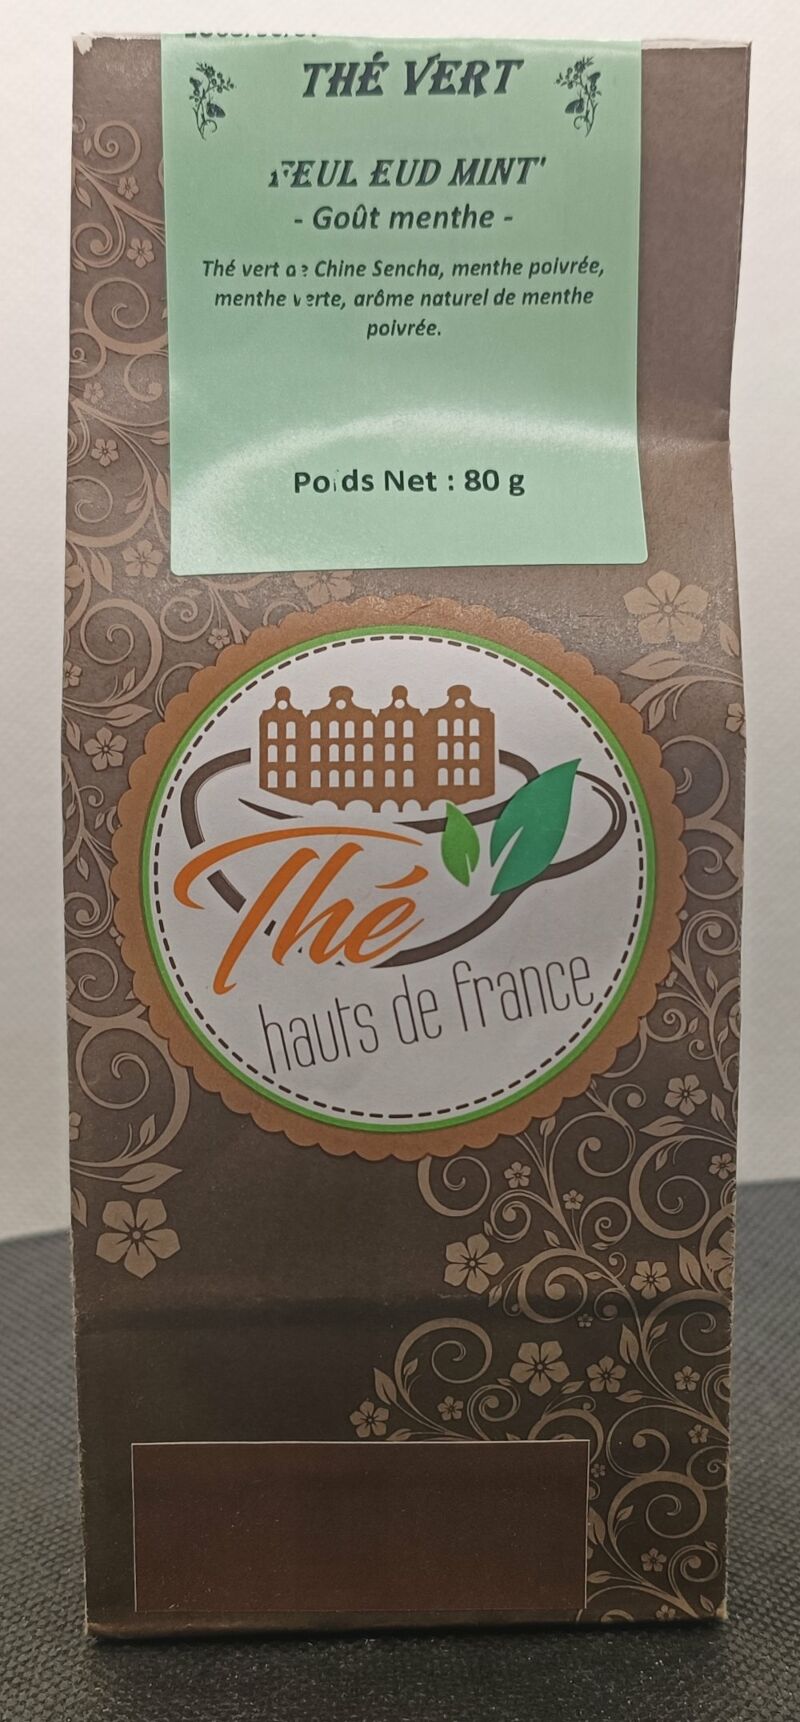 THÉ VERT
FEUL EUD MINT'
- Goût menthe -
Thé vert de Chine Sencha, menthe poivrée,
menthe verte, arôme naturel de menthe
poivrée.
Poids Net : 80 g
Thé
hauts de france